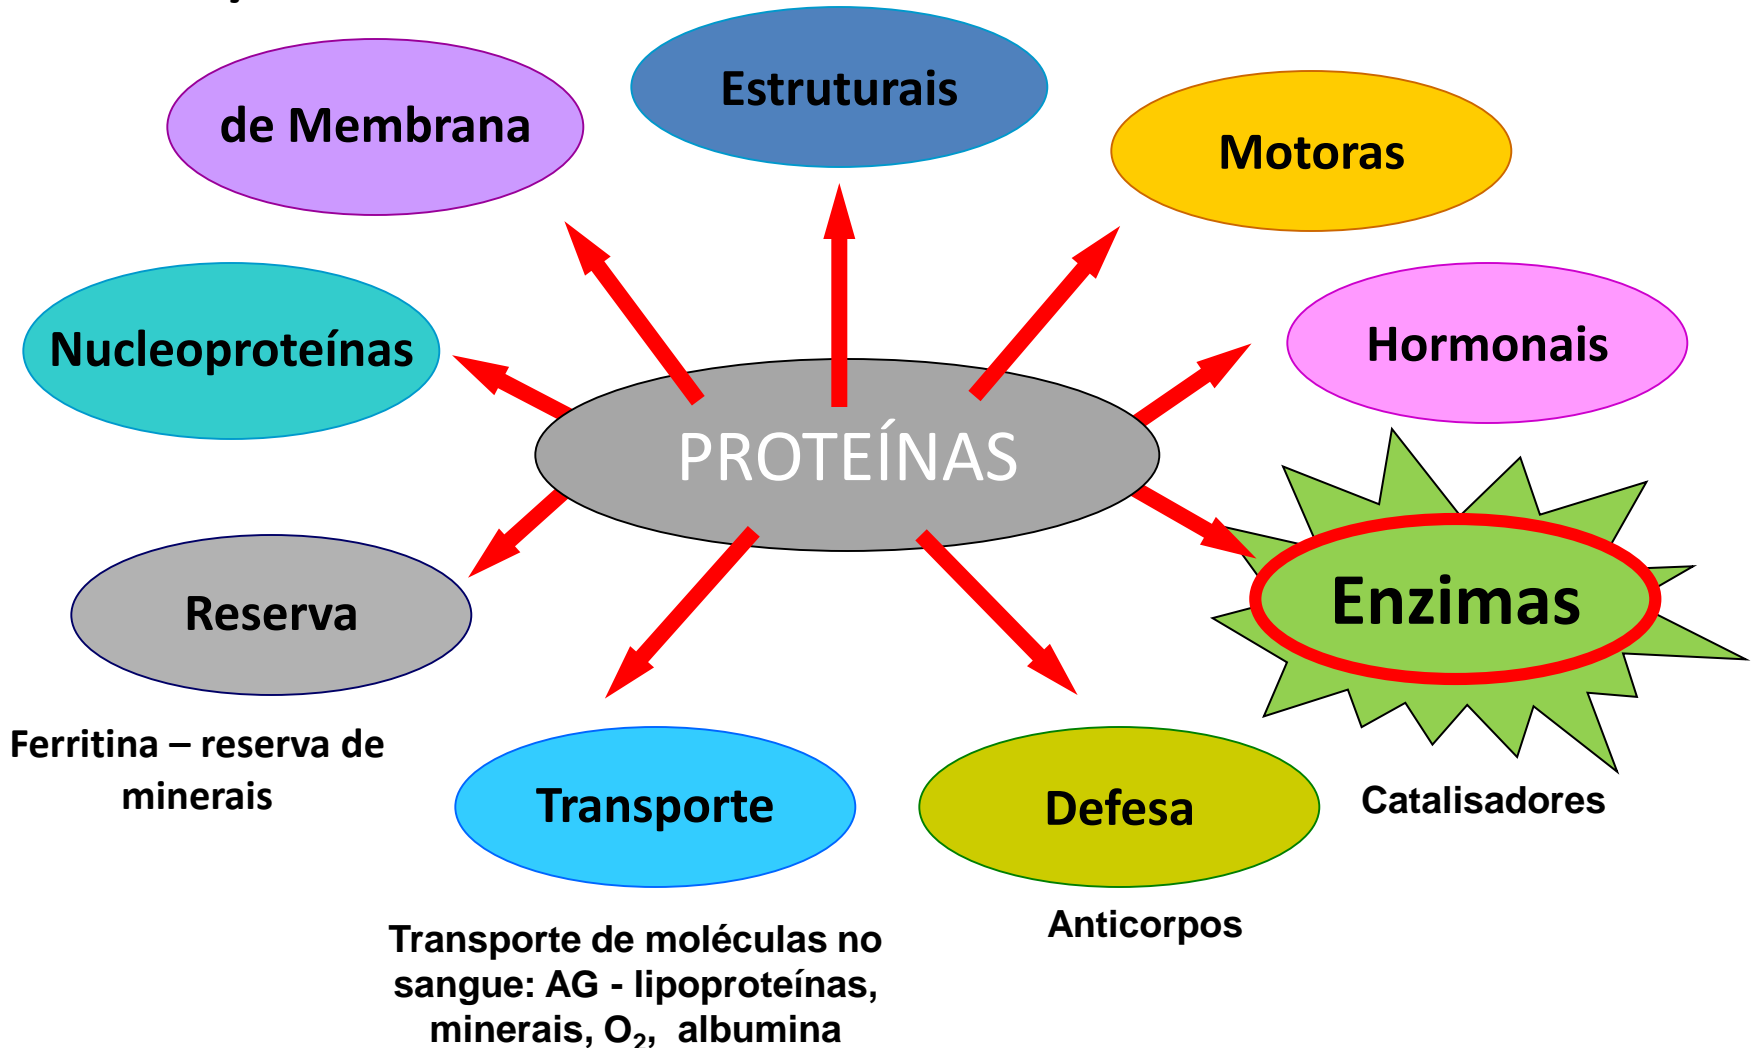 Estruturais
de Membrana
Motoras
Nucleoproteínas
Hormonais
PROTEÍNAS
Enzimas
Reserva
Ferritina – reserva de
minerais
Transporte
Defesa
Catalisadores
Anticorpos
Transporte de moléculas no
sangue: AG - lipoproteínas,
minerais, O₂, albumina